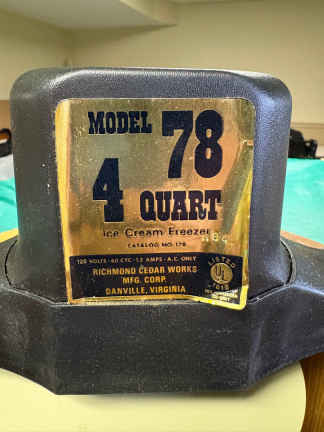 MODEL 78
4 QUART
Ice Cream Freezer
CATALOG NO. 178
120 VOLTS - 60 CYC - 1.2 AMPS - A.C. ONLY
RICHMOND CEDAR WORKS
MFG. CORP.
DANVILLE, VIRGINIA
LISTED
UL